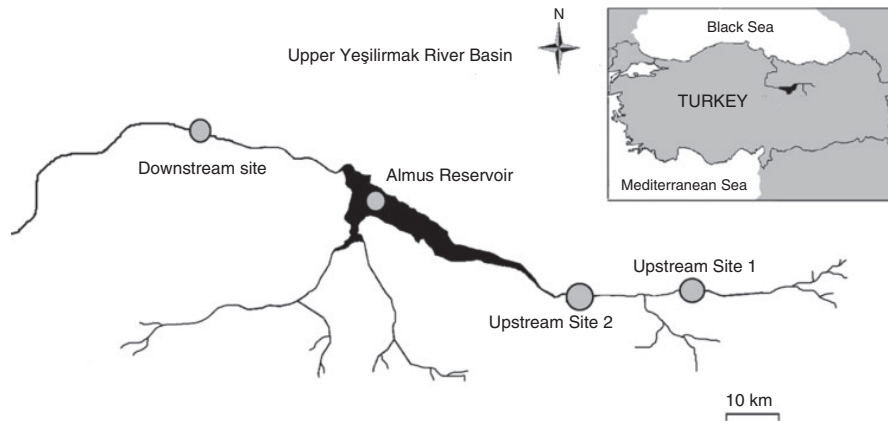 N
Upper Yeşilirmak River Basin
Black Sea
TURKEY
Mediterranean Sea
Downstream site
Almus Reservoir
Upstream Site 1
Upstream Site 2
10 km